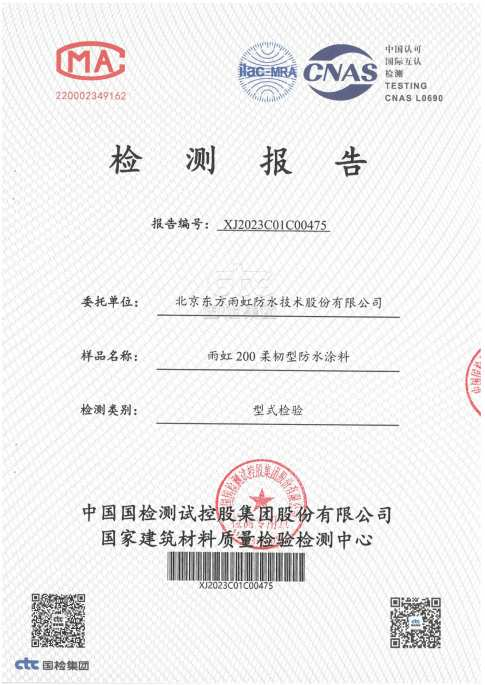 MA
220002349162
ilac-MRA
CNAS
中国认可
国际互认
检测
TESTING
CNAS L0690
检测报告
报告编号： XJ2023C01C00475
委托单位： 北京东方雨虹防水技术股份有限公司
样品名称： 雨虹 200 柔韧型防水涂料
检测类别： 型式检验
中国国检测试控股集团股份有限公司
国家建筑材料质量检验检测中心
XJ2023C01C00475
ctc 国检集团